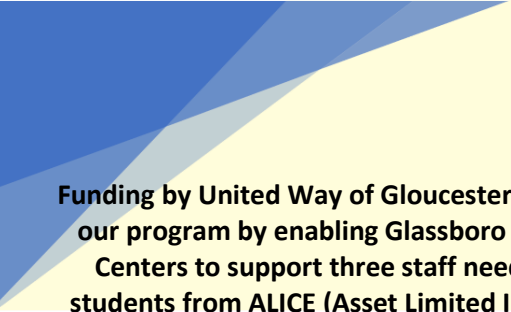 Funding by United Way of Gloucester
our program by enabling Glassboro
Centers to support three staff need
students from ALICE (Asset Limited I